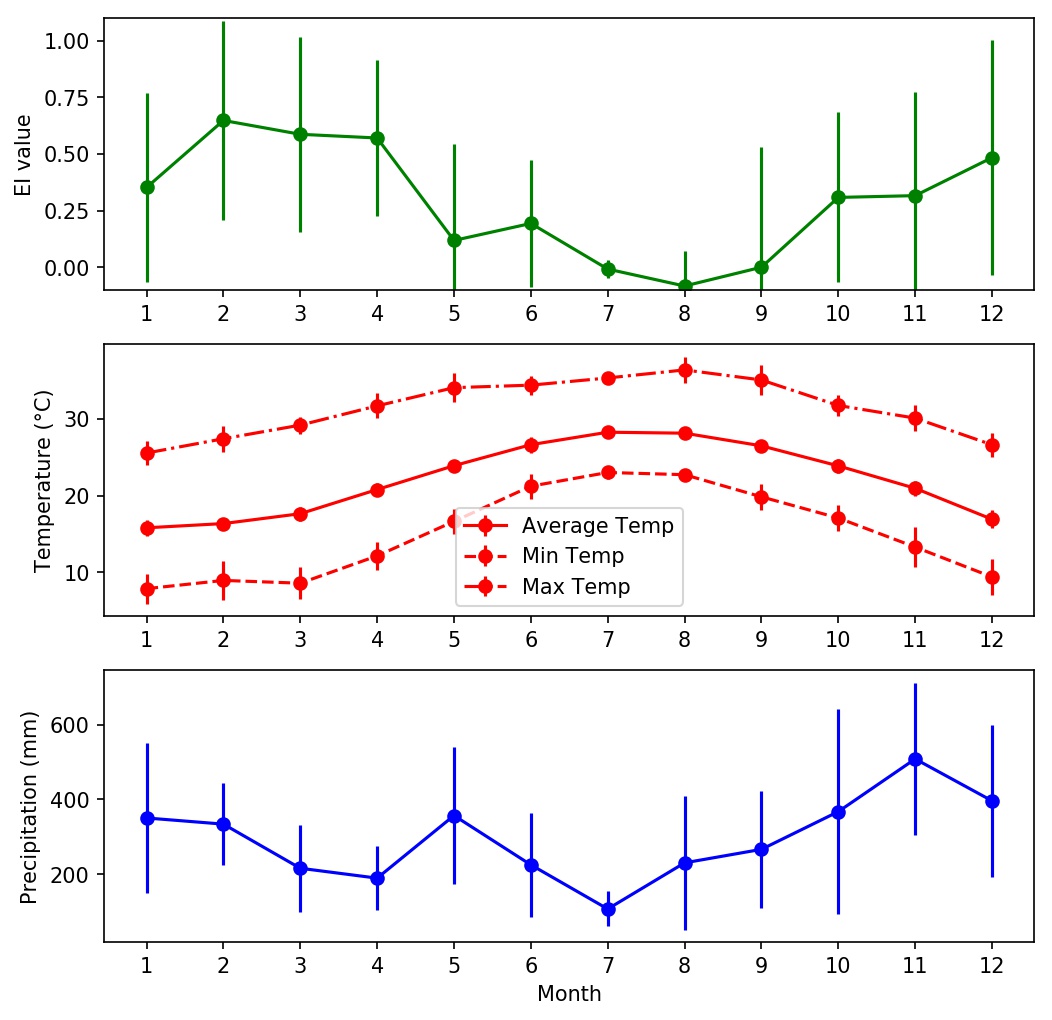 EI value
1.00
0.75
0.50
0.25
0.00
1 2 3 4 5 6 7 8 9 10 11 12
Temperature (°C)
30
20
10
Average Temp
Min Temp
Max Temp
1 2 3 4 5 6 7 8 9 10 11 12
Precipitation (mm)
600
400
200
1 2 3 4 5 6 7 8 9 10 11 12
Month